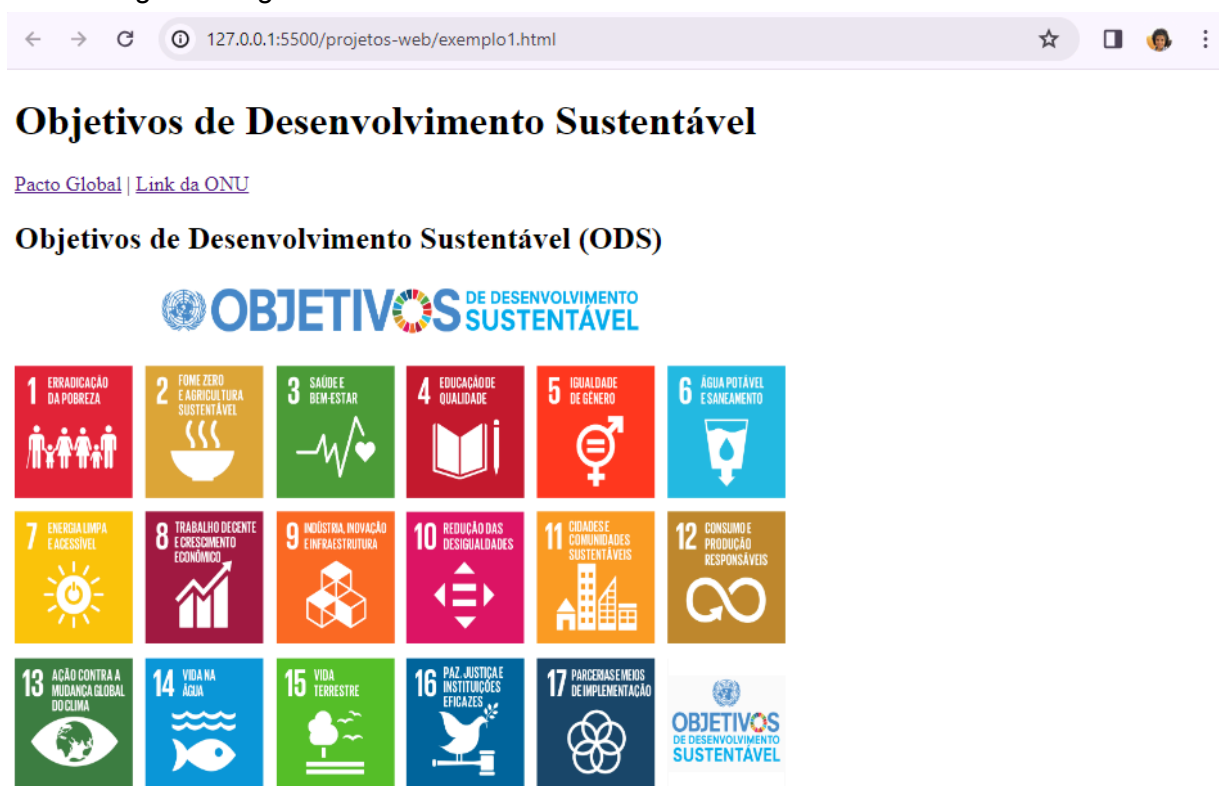 127.0.0.1:5500/projetos-web/exemplo1.html
Objetivos de Desenvolvimento Sustentável
Pacto Global | Link da ONU
Objetivos de Desenvolvimento Sustentável (ODS)
OBJETIVOS DE DESENVOLVIMENTO
SUSTENTÁVEL
1 ERRADICAÇÃO
DA POBREZA
2 FOME ZERO
E AGRICULTURA
SUSTENTÁVEL
3 SAÚDE E
BEM-ESTAR
4 EDUCAÇÃO DE
QUALIDADE
5 IGUALDADE
DE GÊNERO
6 ÁGUA POTÁVEL
E SANEAMENTO
7 ENERGIA LIMPA
E ACESSÍVEL
8 TRABALHO DECENTE
E CRESCIMENTO
ECONÔMICO
9 INDÚSTRIA, INOVAÇÃO
E INFRAESTRUTURA
10 REDUÇÃO DAS
DESIGUALDADES
11 CIDADES E
COMUNIDADES
SUSTENTÁVEIS
12 CONSUMO E
PRODUÇÃO
RESPONSÁVEIS
13 AÇÃO CONTRA A
MUDANÇA GLOBAL
DO CLIMA
14 VIDA NA
ÁGUA
15 VIDA
TERRESTRE
16 PAZ, JUSTIÇA E
INSTITUIÇÕES
EFICAZES
17 PARCERIAS E MEIOS
DE IMPLEMENTAÇÃO
OBJETIVOS
DE DESENVOLVIMENTO
SUSTENTÁVEL